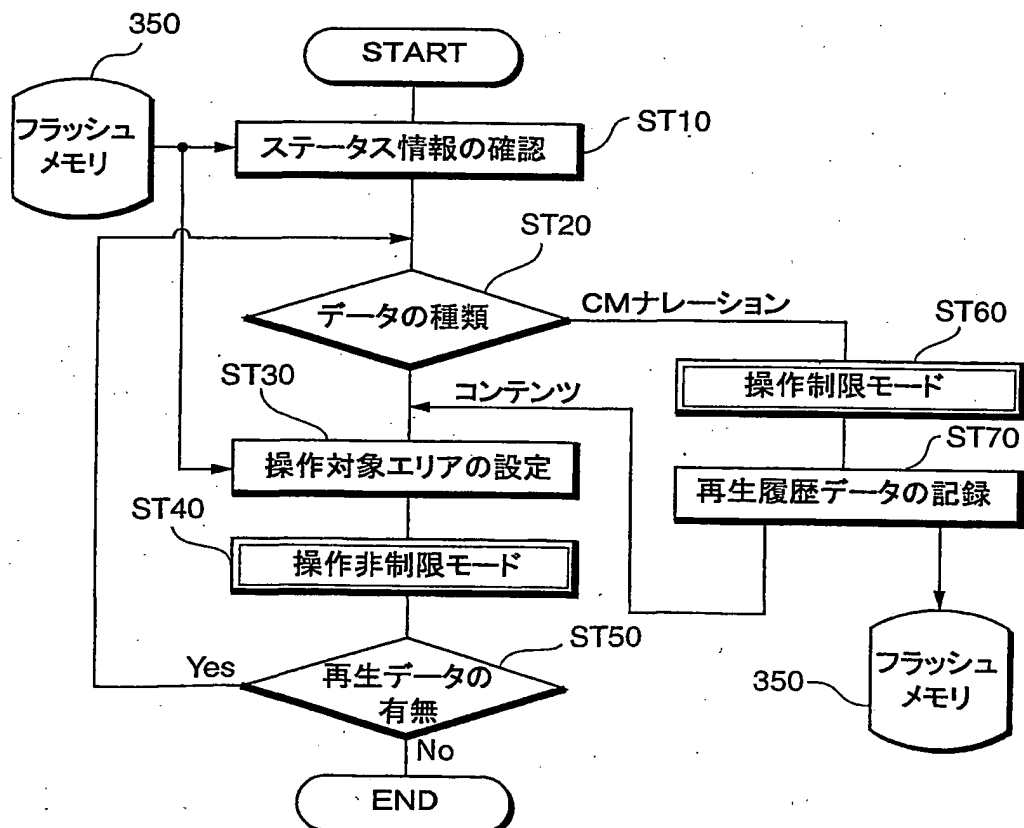 350
START
フラッシュ
メモリ
ST10
ステータス情報の確認
ST20
データの種類
CMナレーション
ST60
操作制限モード
ST30
コンテンツ
ST70
操作対象エリアの設定
再生履歴データの記録
ST40
操作非制限モード
ST50
Yes
再生データの
有無
No
350
フラッシュ
メモリ
END